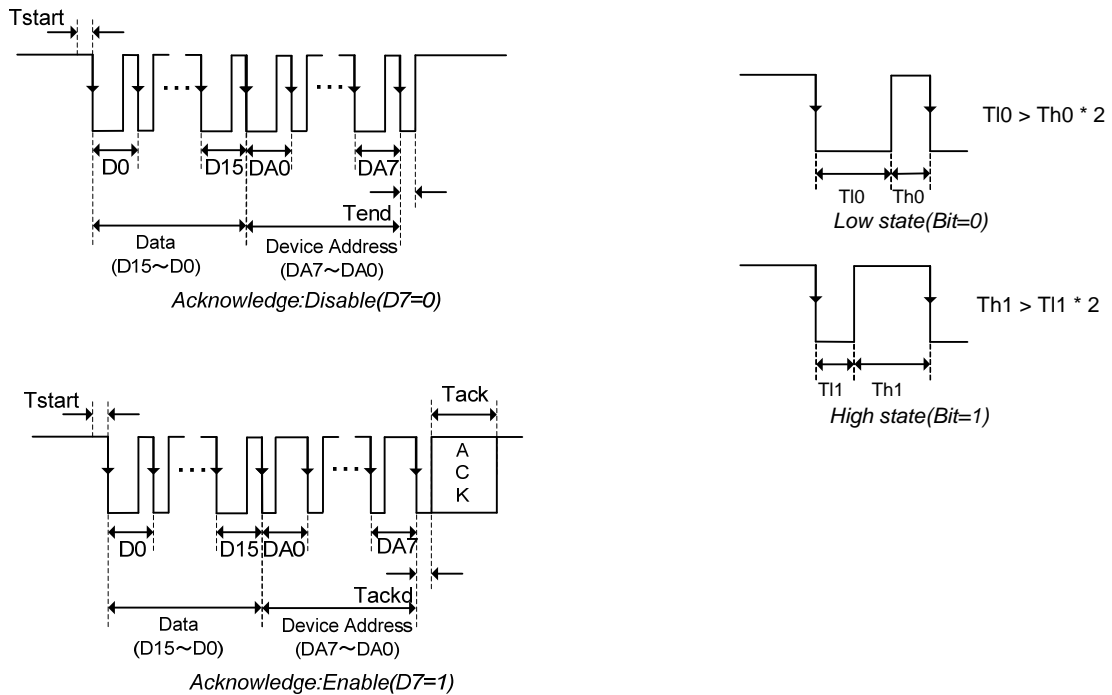 Tstart
D0 D15 DA0 DA7
Tend
Data
(D15～D0)
Device Address
(DA7～DA0)
Acknowledge:Disable(D7=0)
Tl0 > Th0 * 2
Tl0 Th0
Low state(Bit=0)
Th1 > Tl1 * 2
Tl1 Th1
High state(Bit=1)
Tstart
Tack
A
C
K
D0 D15 DA0 DA7
Tackd
Data
(D15～D0)
Device Address
(DA7～DA0)
Acknowledge:Enable(D7=1)